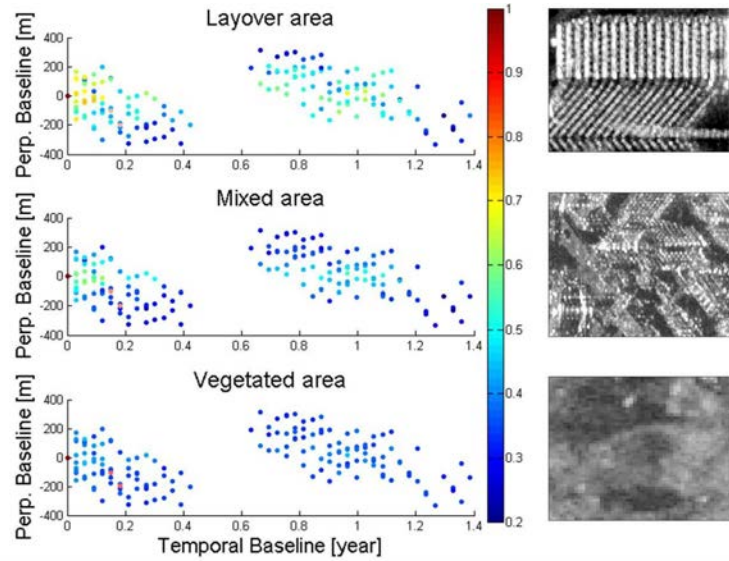 Layover area
Perp. Baseline [m]
400
200
0
-200
-400
0 0.2 0.4 0.6 0.8 1 1.2 1.4
Mixed area
Perp. Baseline [m]
400
200
0
-200
-400
0 0.2 0.4 0.6 0.8 1 1.2 1.4
Vegetated area
Perp. Baseline [m]
400
200
0
-200
-400
0 0.2 0.4 0.6 0.8 1 1.2 1.4
Temporal Baseline [year]
1
0.9
0.8
0.7
0.6
0.5
0.4
0.3
0.2